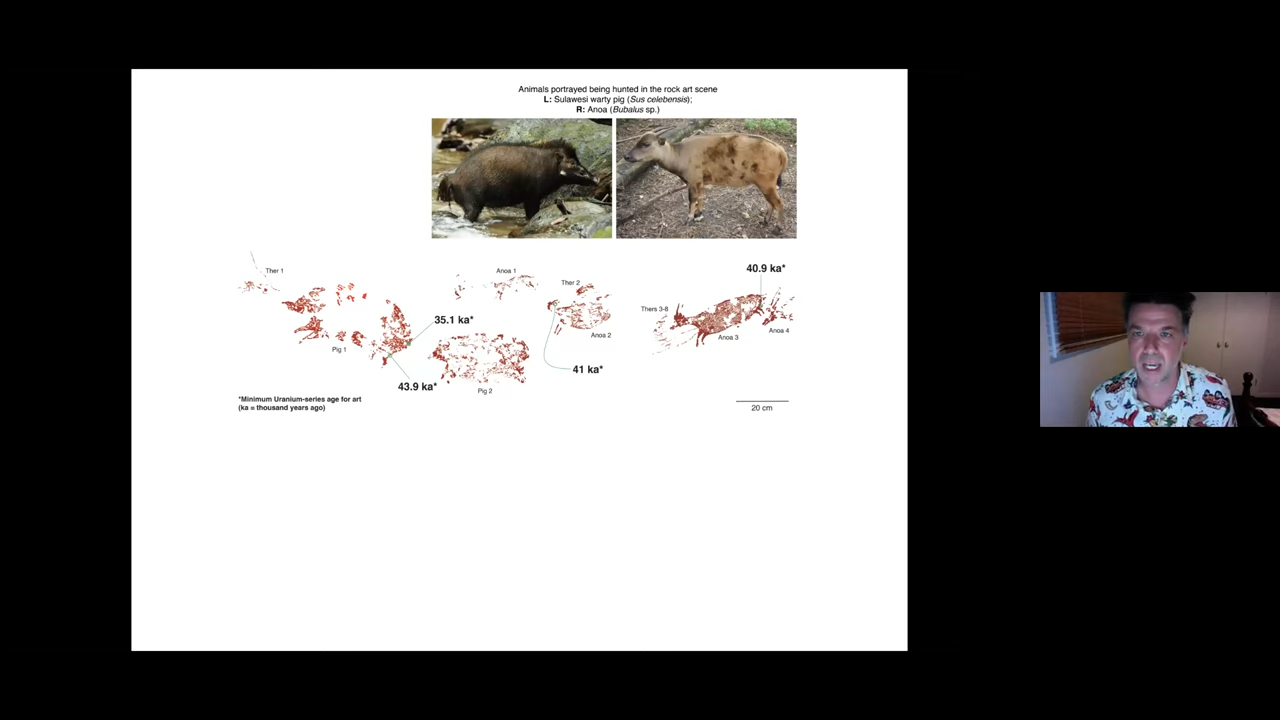 Animals portrayed being hunted in the rock art scene
L: Sulawesi warty pig (Sus celebensis);
R: Anoa (Bubalus sp.)
40.9 ka*
Ther 1
Anoa 1
Ther 2
Thers 3-8
35.1 ka*
Anoa 4
Anoa 2
Anoa 3
Pig 1
41 ka*
43.9 ka*
Pig 2
*Minimum Uranium-series age for art
(ka = thousand years ago)
20 cm